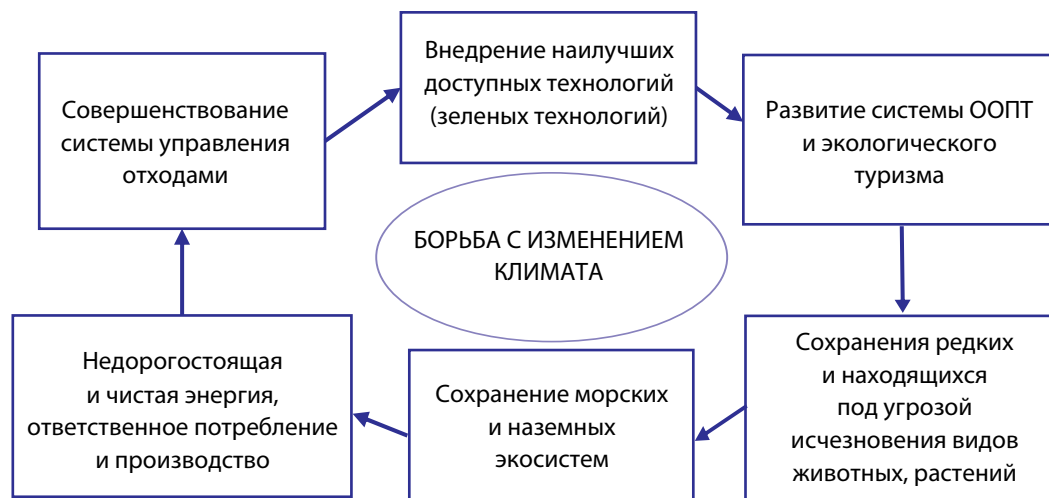 Внедрение наилучших
доступных технологий
(зеленых технологий)
Совершенствование
системы управления
отходами
Развитие системы ООПТ
и экологического
туризма
БОРЬБА С ИЗМЕНЕНИЕМ
КЛИМАТА
Недорогостоящая
и чистая энергия,
ответственное потребление
и производство
Сохранение морских
и наземных
экосистем
Сохранения редких
и находящихся
под угрозой
исчезновения видов
животных, растений